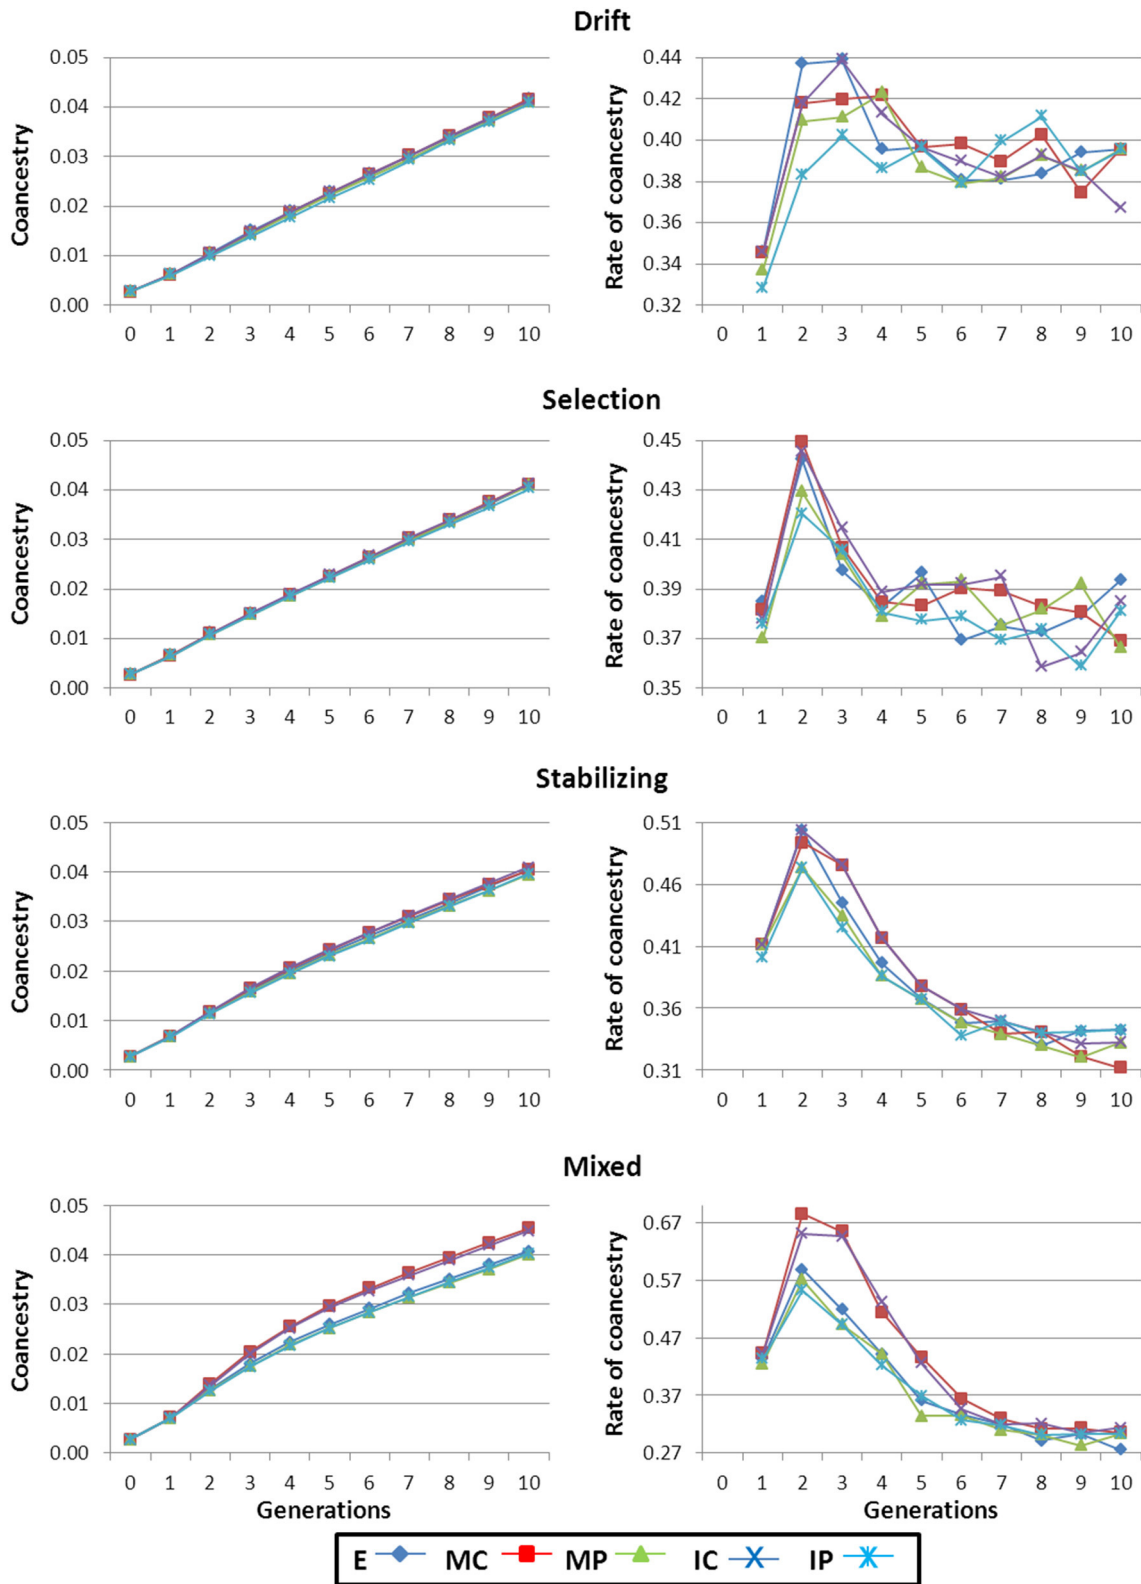 Drift
Coancestry
0.05
0.04
0.03
0.02
0.01
0.00
0 1 2 3 4 5 6 7 8 9 10
Rate of coancestry
0.44
0.42
0.40
0.38
0.36
0.34
0.32
0 1 2 3 4 5 6 7 8 9 10
Selection
Coancestry
0.05
0.04
0.03
0.02
0.01
0.00
0 1 2 3 4 5 6 7 8 9 10
Rate of coancestry
0.45
0.43
0.41
0.39
0.37
0.35
0 1 2 3 4 5 6 7 8 9 10
Stabilizing
Coancestry
0.05
0.04
0.03
0.02
0.01
0.00
0 1 2 3 4 5 6 7 8 9 10
Rate of coancestry
0.51
0.46
0.41
0.36
0.31
0 1 2 3 4 5 6 7 8 9 10
Mixed
Coancestry
0.05
0.04
0.03
0.02
0.01
0.00
0 1 2 3 4 5 6 7 8 9 10
Generations
Rate of coancestry
0.67
0.57
0.47
0.37
0.27
0 1 2 3 4 5 6 7 8 9 10
Generations
E MC MP IC IP